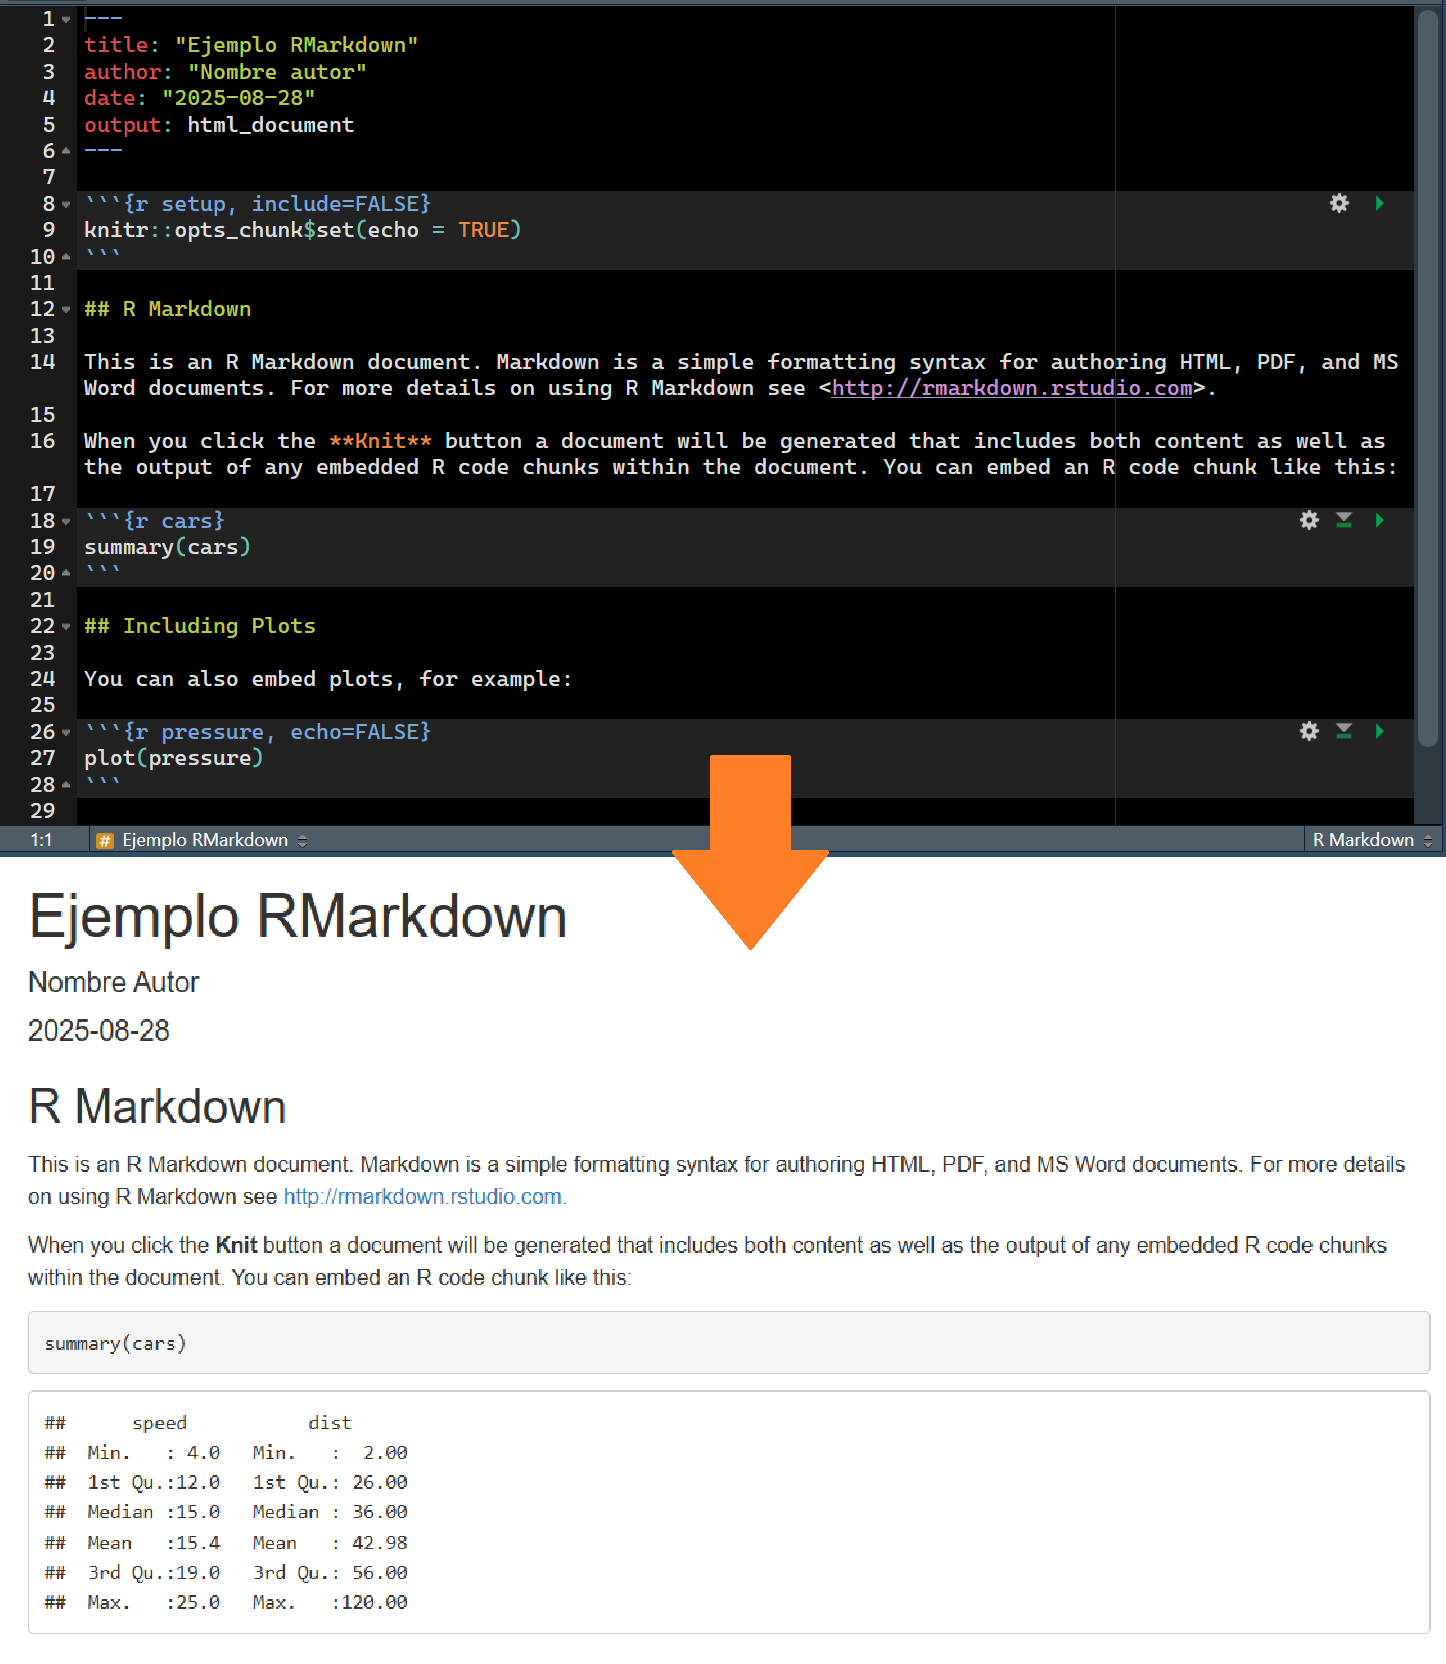 1 ---
2 title: "Ejemplo RMarkdown"
3 author: "Nombre autor"
4 date: "2025-08-28"
5 output: html_document
6 ---
7
8 ```{r setup, include=FALSE}
9 knitr::opts_chunk$set(echo = TRUE)
10 ```
11
12 ## R Markdown
13
14 This is an R Markdown document. Markdown is a simple formatting syntax for authoring HTML, PDF, and MS
Word documents. For more details on using R Markdown see <http://rmarkdown.rstudio.com>.
15
16 When you click the **Knit** button a document will be generated that includes both content as well as
the output of any embedded R code chunks within the document. You can embed an R code chunk like this:
17
18 ```{r cars}
19 summary(cars)
20 ```
21
22 ## Including Plots
23
24 You can also embed plots, for example:
25
26 ```{r pressure, echo=FALSE}
27 plot(pressure)
28 ```
29
1:1 # Ejemplo RMarkdown R Markdown
Ejemplo RMarkdown
Nombre Autor
2025-08-28
R Markdown
This is an R Markdown document. Markdown is a simple formatting syntax for authoring HTML, PDF, and MS Word documents. For more details
on using R Markdown see http://rmarkdown.rstudio.com.
When you click the Knit button a document will be generated that includes both content as well as the output of any embedded R code chunks
within the document. You can embed an R code chunk like this:
summary(cars)
##      speed           dist
##  Min.   : 4.0   Min.   :  2.00
##  1st Qu.:12.0   1st Qu.: 26.00
##  Median :15.0   Median : 36.00
##  Mean   :15.4   Mean   : 42.98
##  3rd Qu.:19.0   3rd Qu.: 56.00
##  Max.   :25.0   Max.   :120.00